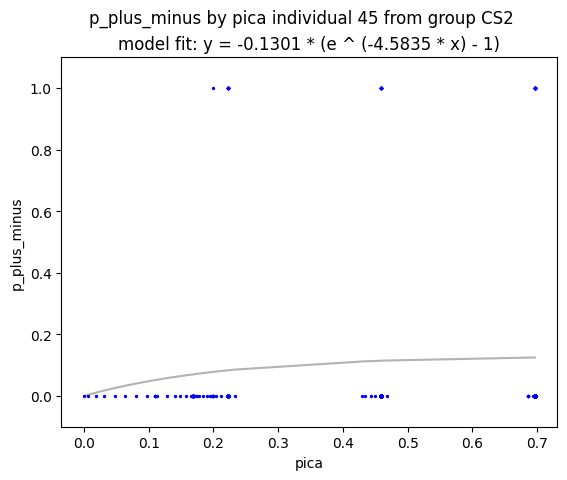 p_plus_minus by pica individual 45 from group CS2
model fit: y = -0.1301 * (e ^ (-4.5835 * x) - 1)
1.0
0.8
0.6
0.4
0.2
0.0
p_plus_minus
0.0 0.1 0.2 0.3 0.4 0.5 0.6 0.7
pica